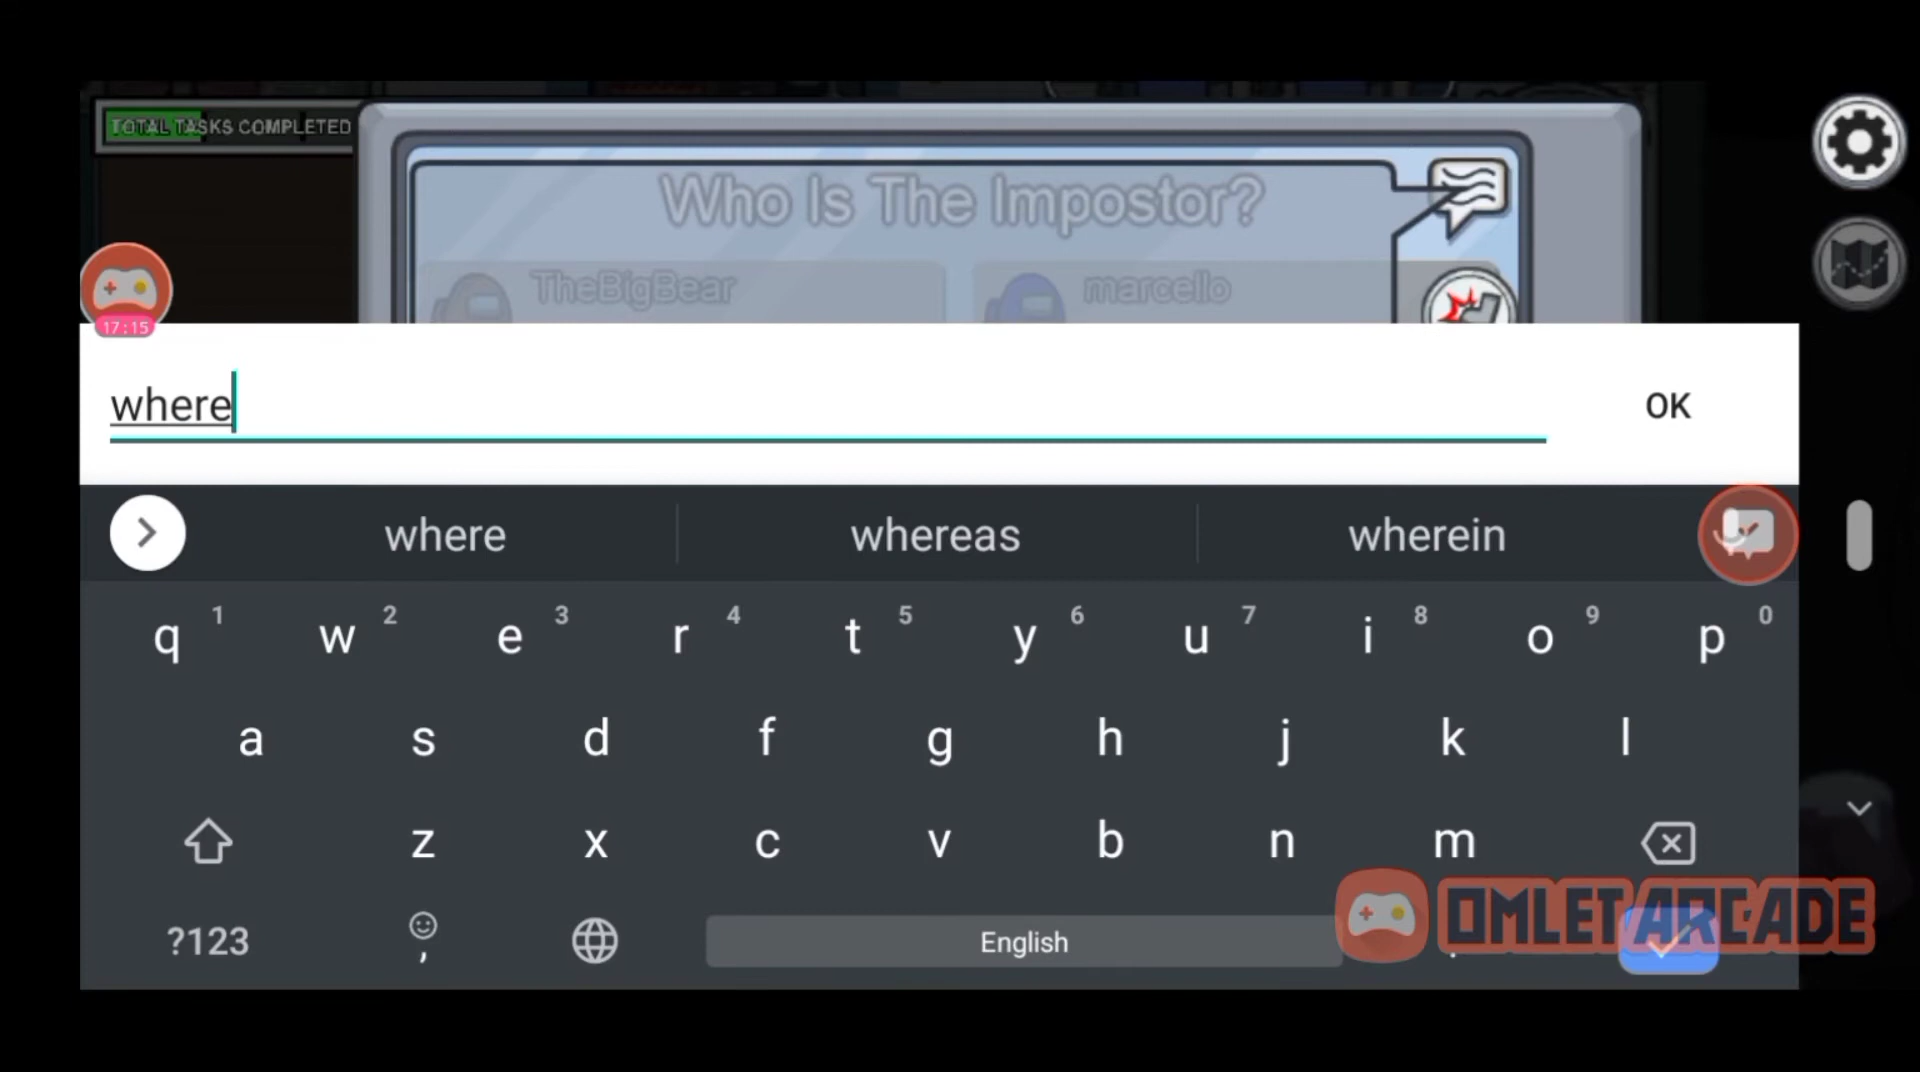 TOTAL TASKS COMPLETED
Who Is The Impostor?
TheBigBear
marcello
17:15
where
OK
where whereas wherein
q 1 w 2 e 3 r 4 t 5 y 6 u 7 i 8 o 9 p 0
a s d f g h j k l
z x c v b n m
OMLET ARCADE
?123 , English .